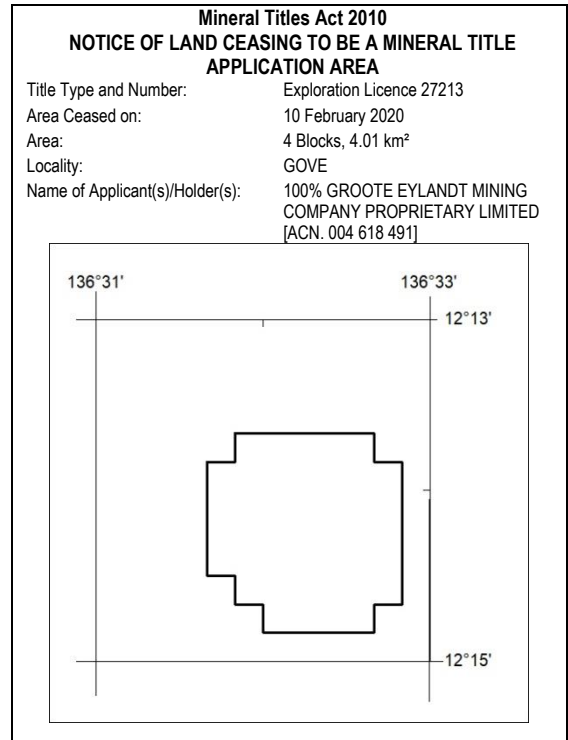 Mineral Titles Act 2010
NOTICE OF LAND CEASING TO BE A MINERAL TITLE
APPLICATION AREA
Title Type and Number: Exploration Licence 27213
Area Ceased on: 10 February 2020
Area: 4 Blocks, 4.01 km²
Locality: GOVE
Name of Applicant(s)/Holder(s): 100% GROOTE EYLANDT MINING
COMPANY PROPRIETARY LIMITED
[ACN. 004 618 491]
136°31' 136°33'
12°13'
12°15'